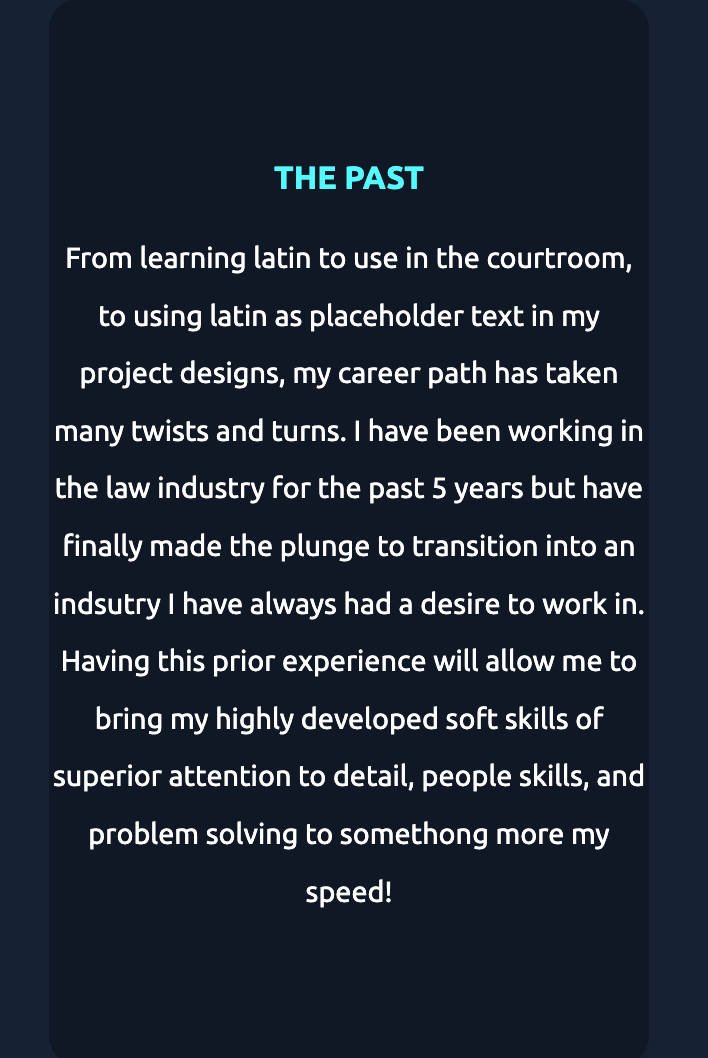 THE PAST
From learning latin to use in the courtroom,
to using latin as placeholder text in my
project designs, my career path has taken
many twists and turns. I have been working in
the law industry for the past 5 years but have
finally made the plunge to transition into an
indsutry I have always had a desire to work in.
Having this prior experience will allow me to
bring my highly developed soft skills of
superior attention to detail, people skills, and
problem solving to somethong more my
speed!